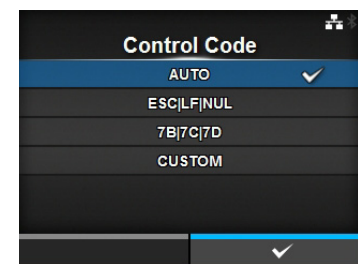 Control Code
AUTO
ESC|LF|NUL
7B|7C|7D
CUSTOM